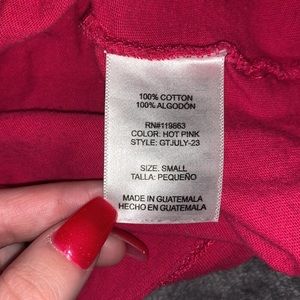 100% COTTON
100% ALGODÓN
RN#119863
COLOR: HOT PINK
STYLE: GTJULY-23
SIZE: SMALL
TALLA: PEQUEÑO
MADE IN GUATEMALA
HECHO EN GUATEMALA